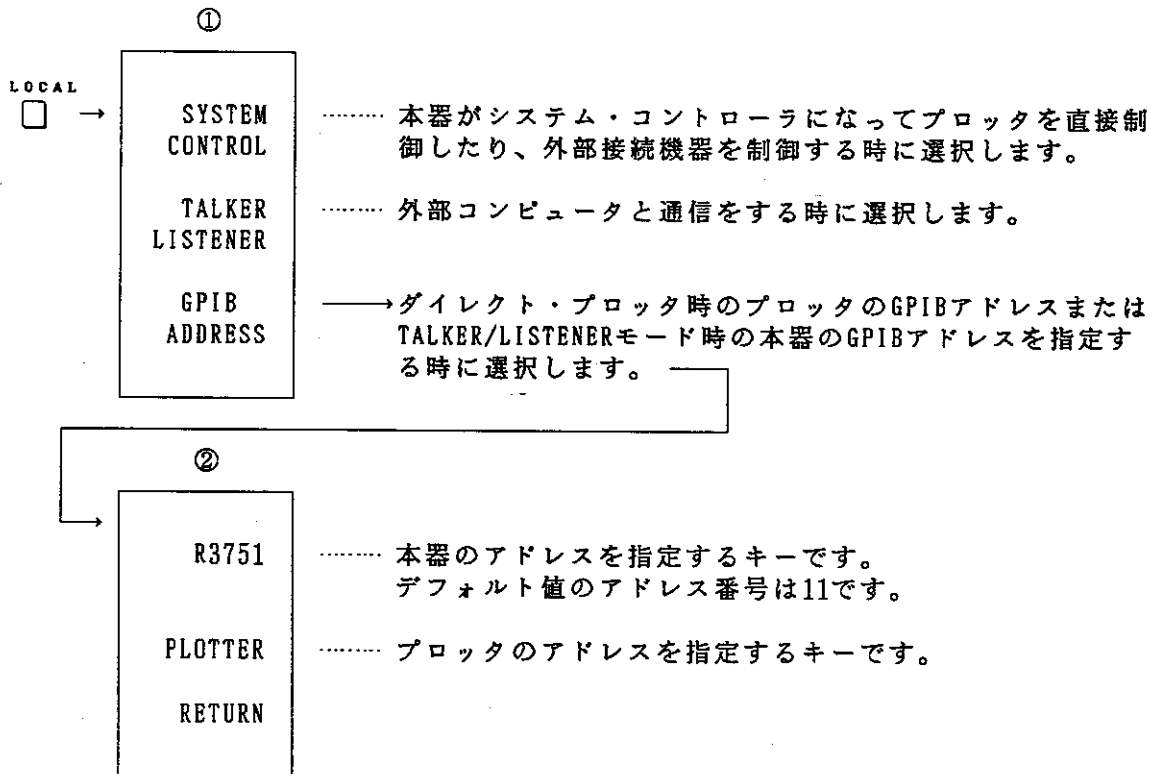 ①
LOCAL
SYSTEM ……… 本器がシステム・コントローラになってプロッタを直接制
CONTROL 御したり、外部接続機器を制御する時に選択します。
TALKER ……… 外部コンピュータと通信をする時に選択します。
LISTENER
GPIB ダイレクト・プロッタ時のプロッタのGPIBアドレスまたは
ADDRESS TALKER/LISTENERモード時の本器のGPIBアドレスを指定す
る時に選択します。
②
R3751 ……… 本器のアドレスを指定するキーです。
デフォルト値のアドレス番号は11です。
PLOTTER ……… プロッタのアドレスを指定するキーです。
RETURN